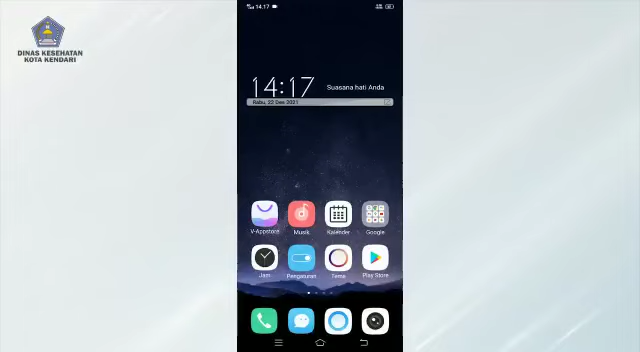 DINAS KESEHATAN
KOTA KENDARI
14.17
14:17
Suasana hati Anda
Rabu, 22 Des 2021
V-Appstore
Musik
Kalender
Google
Jam
Pengaturan
Tema
Play Store